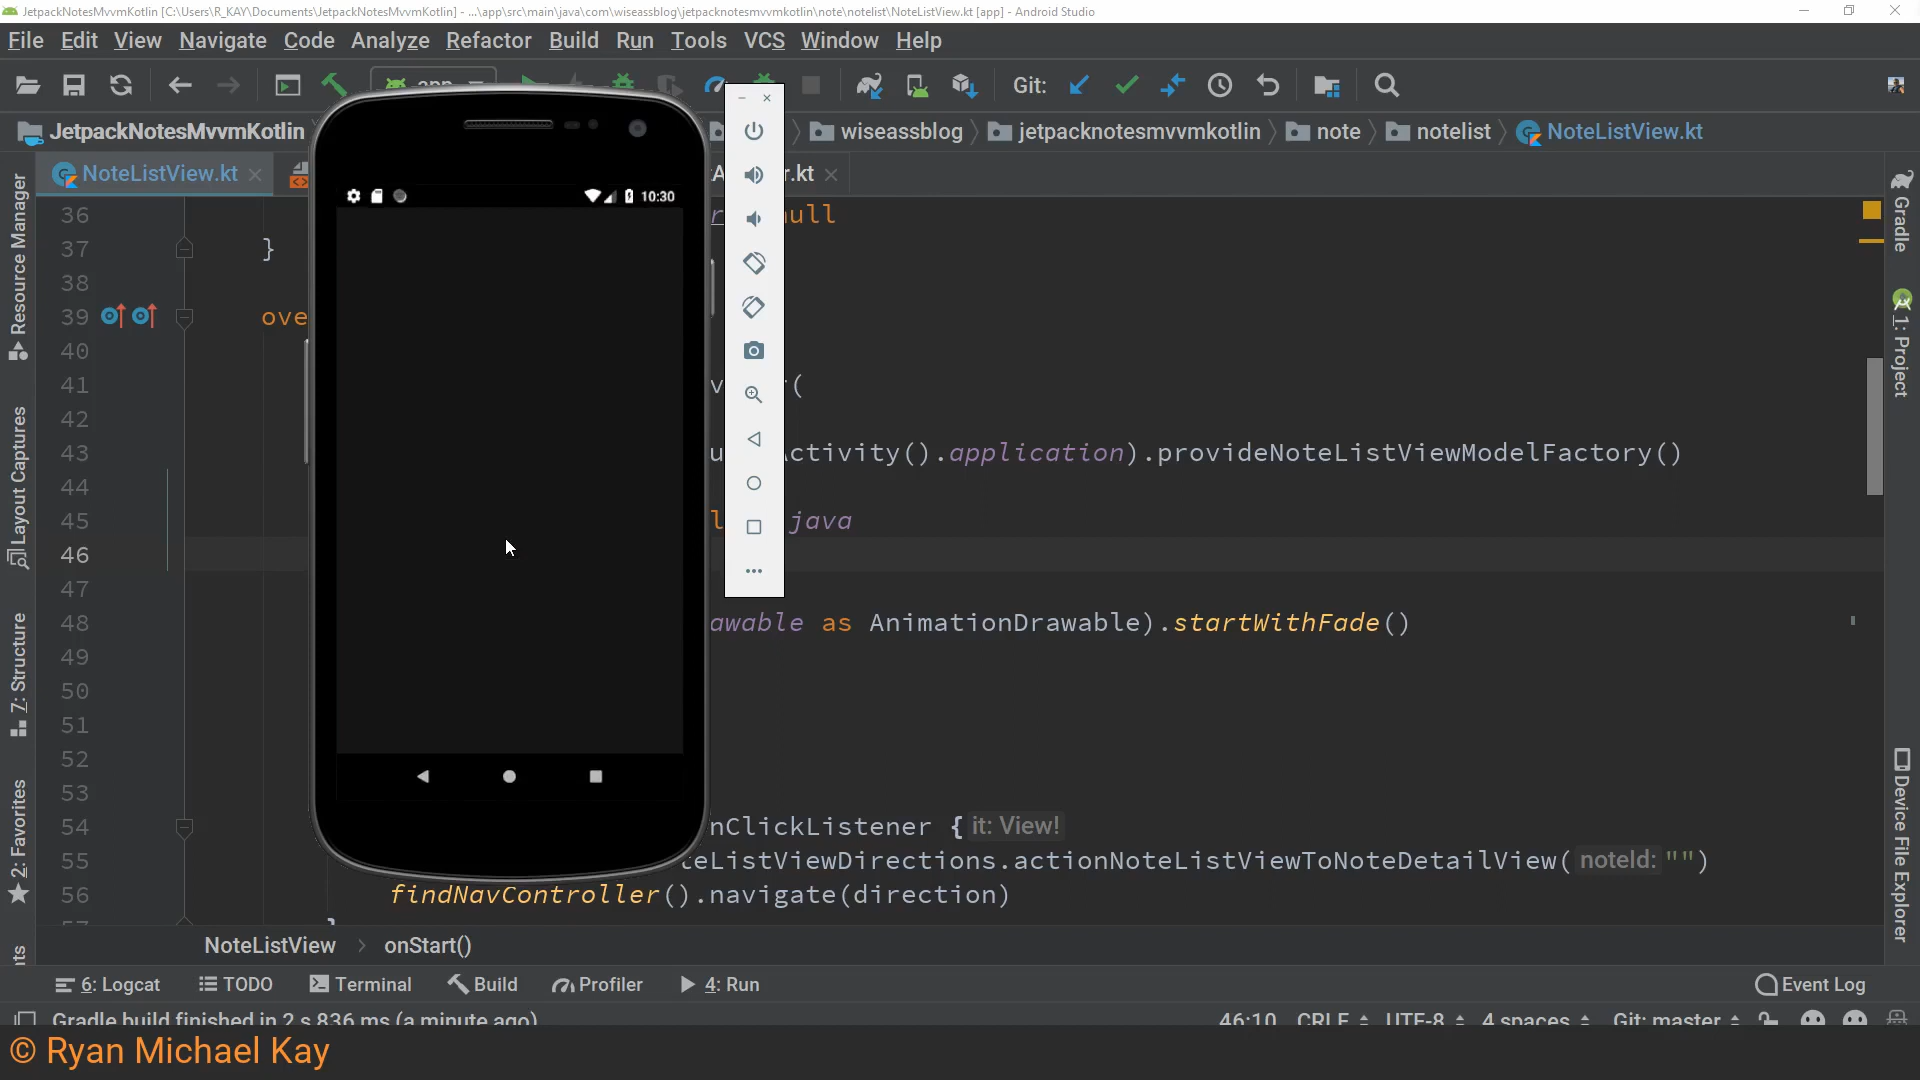 JetpackNotesMvvmKotlin [C:\Users\R_KAY\Documents\JetpackNotesMvvmKotlin] - ...\app\src\main\java\com\wiseassblog\jetpacknotesmvvmkotlin\note\notelist\NoteListView.kt [app] - Android Studio
File Edit View Navigate Code Analyze Refactor Build Run Tools VCS Window Help
Git:
JetpackNotesMvvmKotlin wiseassblog jetpacknotesmvvmkotlin note notelist NoteListView.kt
NoteListView.kt r.kt
10:30
36 ull
37 }
38
39 ove
40
41 (
42
43 ctivity().application).provideNoteListViewModelFactory()
44
45 java
46
47
48 awable as AnimationDrawable).startWithFade()
49
50
51
52
53
54 nClickListener { it: View!
55 eListViewDirections.actionNoteListViewToNoteDetailView( noteId: "")
56 findNavController().navigate(direction)
Resource Manager
Layout Captures
7: Structure
2: Favorites
ts
Gradle
1: Project
Device File Explorer
NoteListView > onStart()
6: Logcat TODO Terminal Build Profiler 4: Run Event Log
Gradle build finished in 2 s 836 ms (a minute ago) 46:10 CRLF UTF-8 4 spaces Git: master
© Ryan Michael Kay